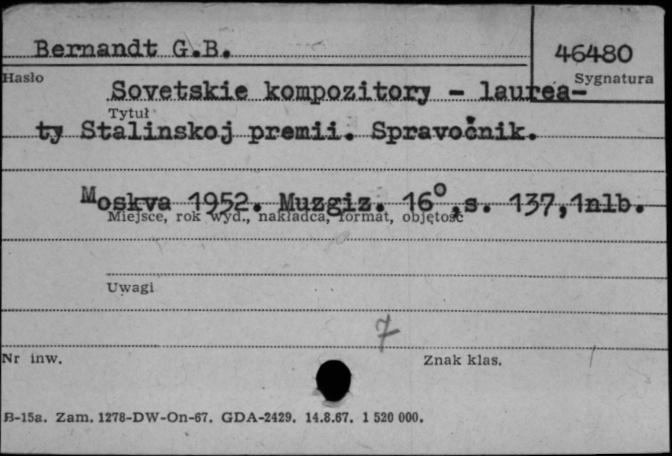 Bernandt G.B.
46480
Hasło
Sygnatura
Sovetskie kompozitory - laurea-
Tytuł
ty Stalinskoj premii. Spravočnik.
Moskva 1952. Muzgiz. 16°,s. 137,1nlb.
Miejsce, rok wyd., nakładca, format, objętość
Uwagi
7
Nr inw.
Znak klas.
B-15a. Zam. 1278-DW-On-67. GDA-2429. 14.8.67. 1 520 000.